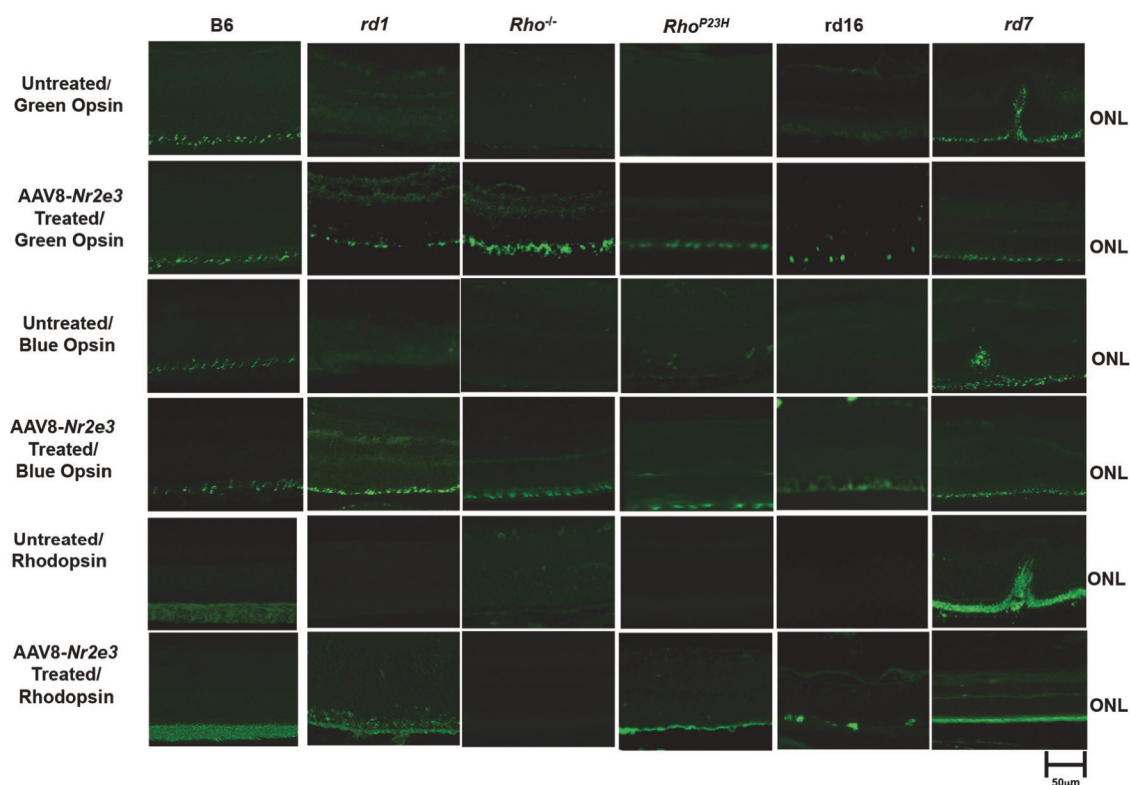 B6 rd1 Rho-/- RhoP23H rd16 rd7
Untreated/
Green Opsin
ONL
AAV8-Nr2e3
Treated/
Green Opsin
ONL
Untreated/
Blue Opsin
ONL
AAV8-Nr2e3
Treated/
Blue Opsin
ONL
Untreated/
Rhodopsin
ONL
AAV8-Nr2e3
Treated/
Rhodopsin
ONL
50µm